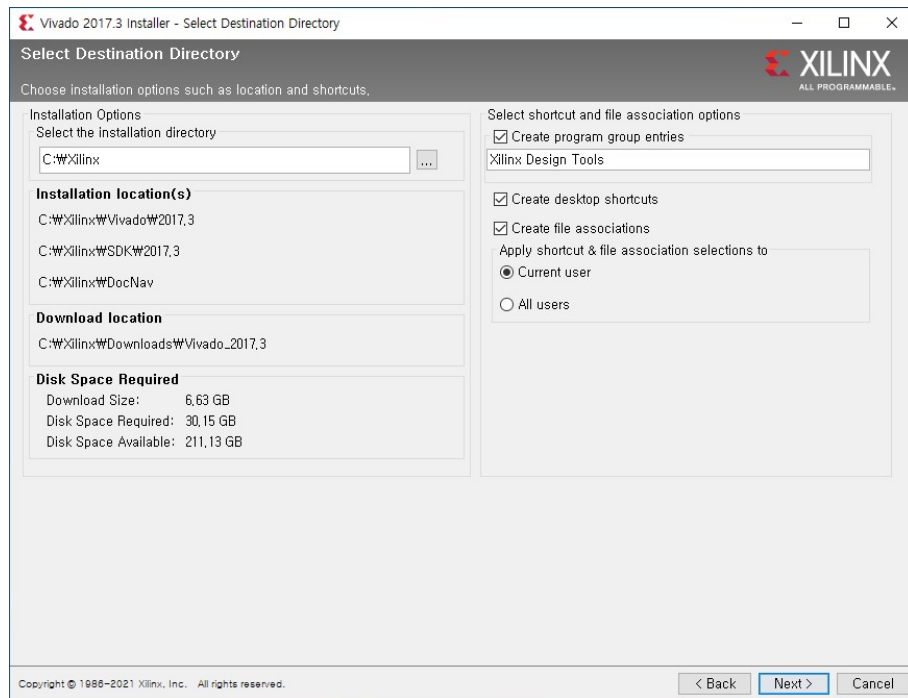 Vivado 2017.3 Installer - Select Destination Directory
Select Destination Directory
Choose installation options such as location and shortcuts.
XILINX
ALL PROGRAMMABLE.
Installation Options
Select the installation directory
C:₩Xilinx
...
Installation location(s)
C:₩Xilinx₩Vivado₩2017.3
C:₩Xilinx₩SDK₩2017.3
C:₩Xilinx₩DocNav
Download location
C:₩Xilinx₩Downloads₩Vivado_2017.3
Disk Space Required
Download Size: 6.63 GB
Disk Space Required: 30.15 GB
Disk Space Available: 211.13 GB
Select shortcut and file association options
Create program group entries
Xilinx Design Tools
Create desktop shortcuts
Create file associations
Apply shortcut & file association selections to
Current user
All users
Copyright © 1986-2021 Xilinx, Inc. All rights reserved.
< Back Next > Cancel